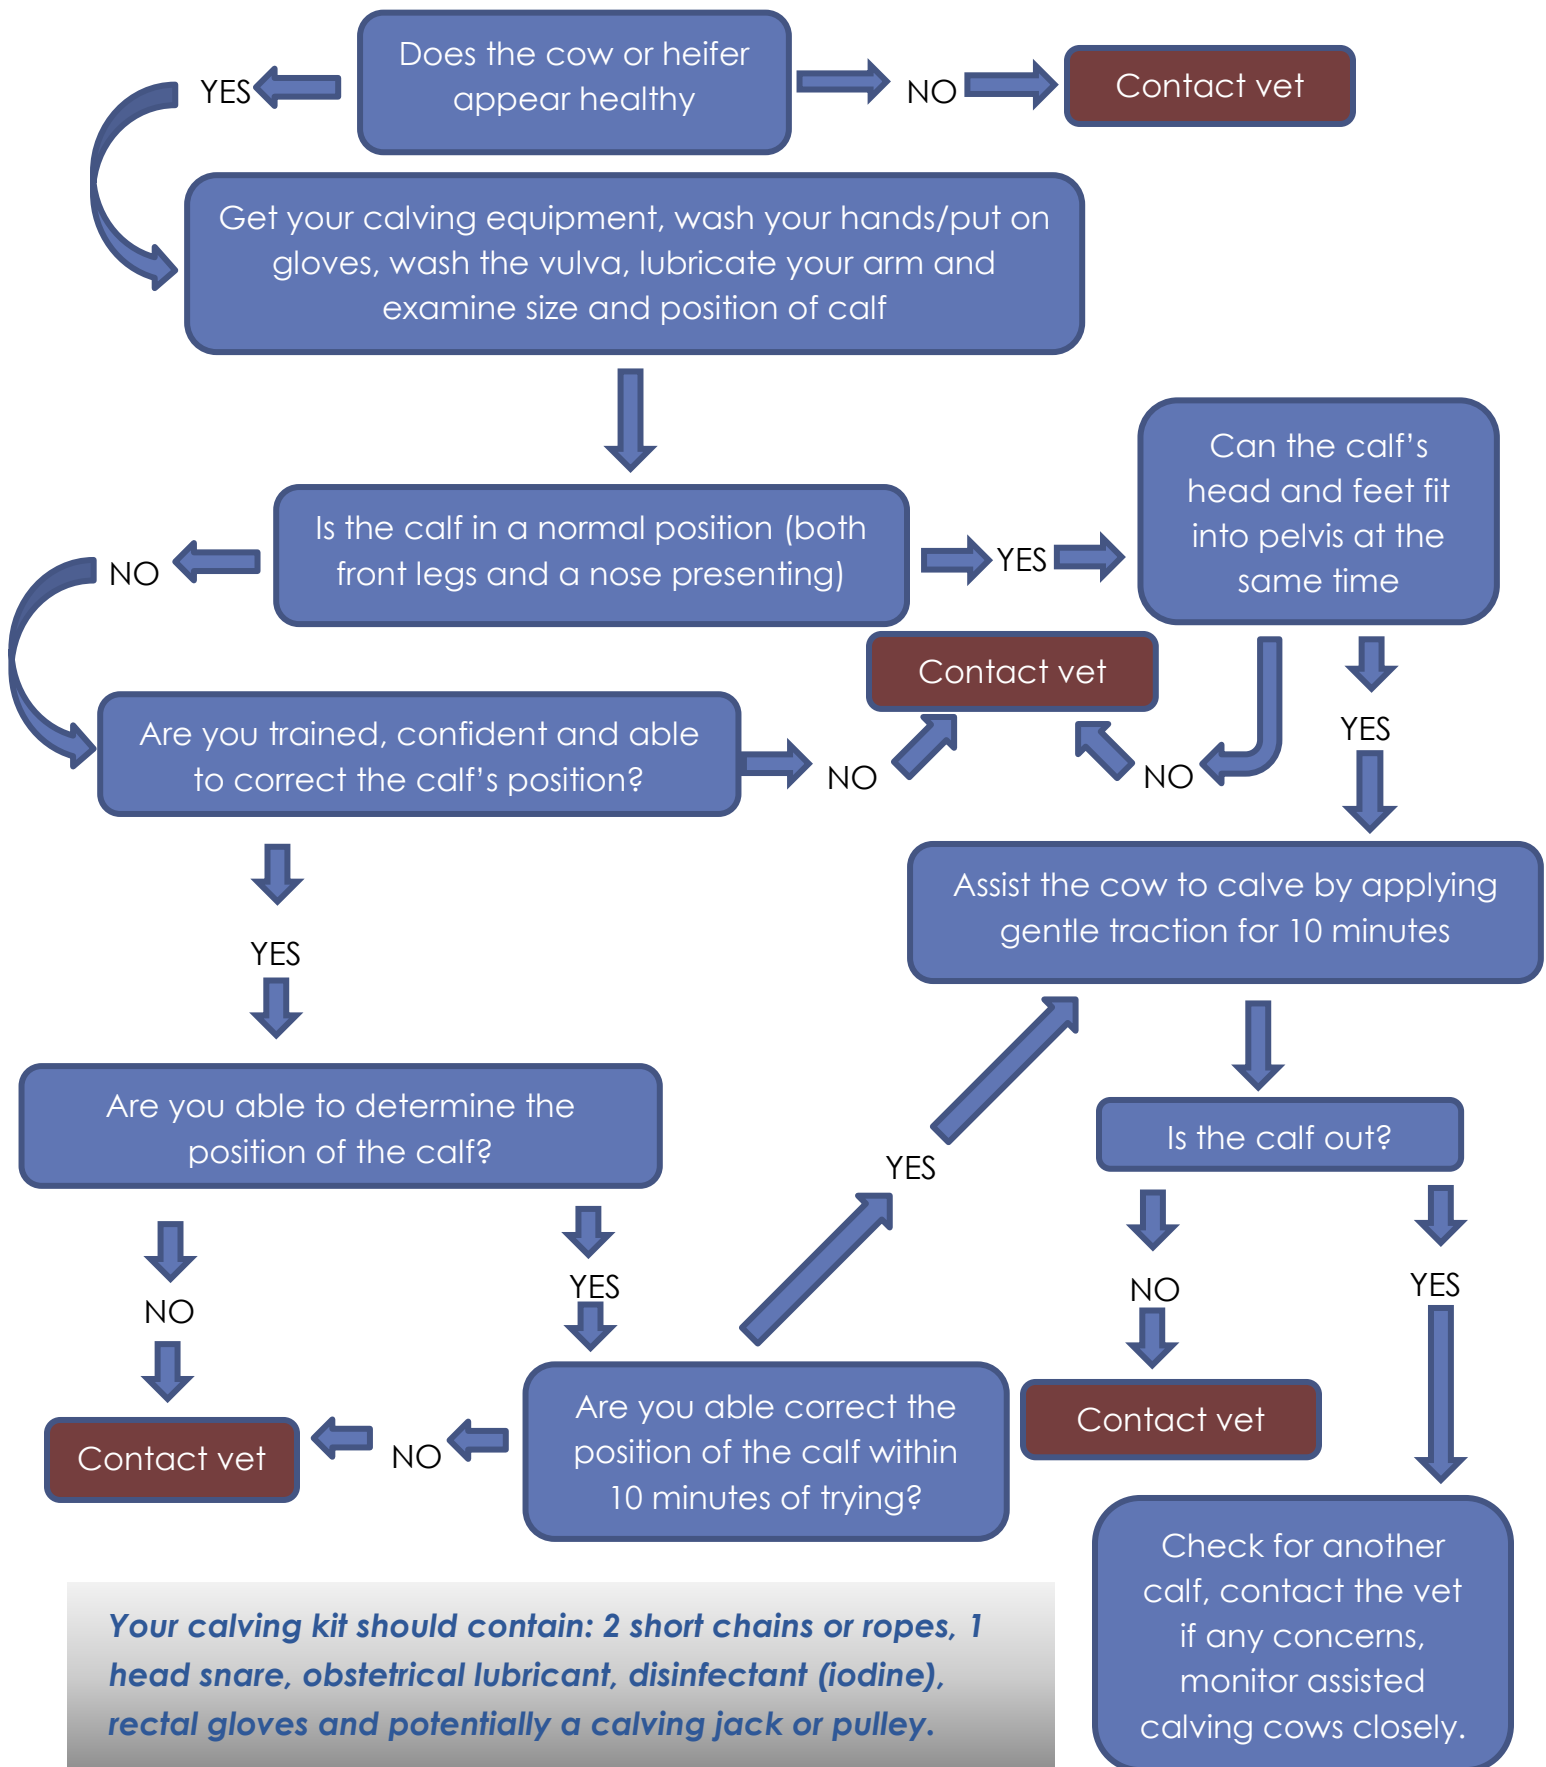 Does the cow or heifer
appear healthy
YES
NO
Contact vet
Get your calving equipment, wash your hands/put on
gloves, wash the vulva, lubricate your arm and
examine size and position of calf
Is the calf in a normal position (both
front legs and a nose presenting)
NO
YES
Can the calf’s
head and feet fit
into pelvis at the
same time
Contact vet
Are you trained, confident and able
to correct the calf’s position?
NO
NO
YES
Assist the cow to calve by applying
gentle traction for 10 minutes
YES
Are you able to determine the
position of the calf?
YES
Is the calf out?
NO
YES
NO
YES
Contact vet
NO
Are you able correct the
position of the calf within
10 minutes of trying?
Contact vet
Check for another
calf, contact the vet
if any concerns,
monitor assisted
calving cows closely.
Your calving kit should contain: 2 short chains or ropes, 1
head snare, obstetrical lubricant, disinfectant (iodine),
rectal gloves and potentially a calving jack or pulley.